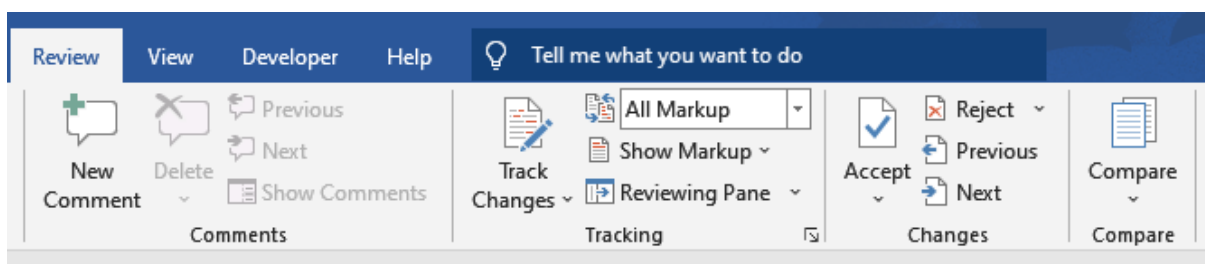 Review View Developer Help Tell me what you want to do
New Comment
Delete
Previous
Next
Show Comments
Comments
Track Changes
All Markup
Show Markup
Reviewing Pane
Tracking
Accept
Reject
Previous
Next
Changes
Compare
Compare